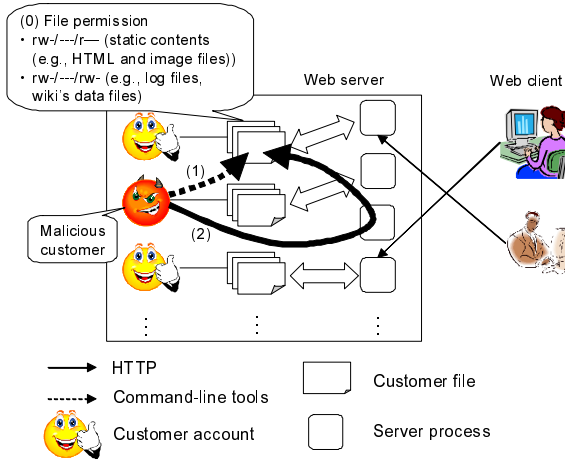 (0) File permission
• rw-/---/r— (static contents
(e.g., HTML and image files))
• rw-/---/rw- (e.g., log files,
wiki's data files)
Web server
Web client
(1)
Malicious
customer
(2)
HTTP
Command-line tools
Customer account
Customer file
Server process